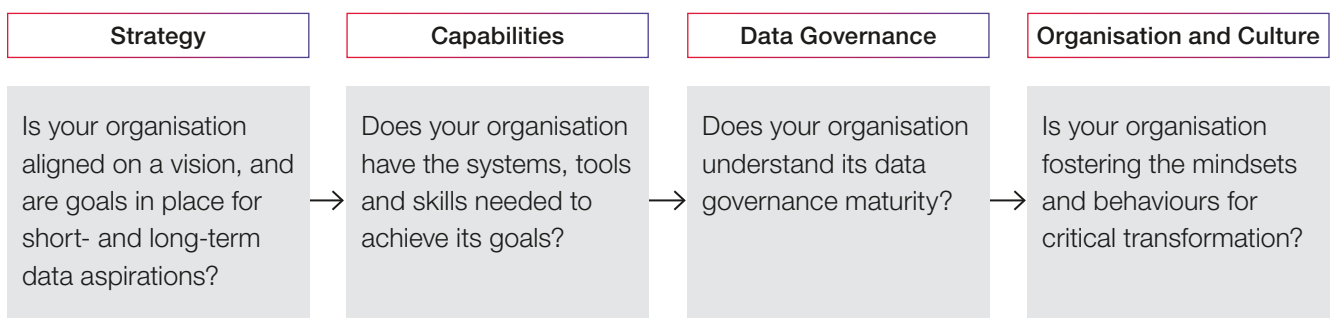 Strategy
Capabilities
Data Governance
Organisation and Culture
Is your organisation
aligned on a vision, and
are goals in place for
short- and long-term
data aspirations?
Does your organisation
have the systems, tools
and skills needed to
achieve its goals?
Does your organisation
understand its data
governance maturity?
Is your organisation
fostering the mindsets
and behaviours for
critical transformation?